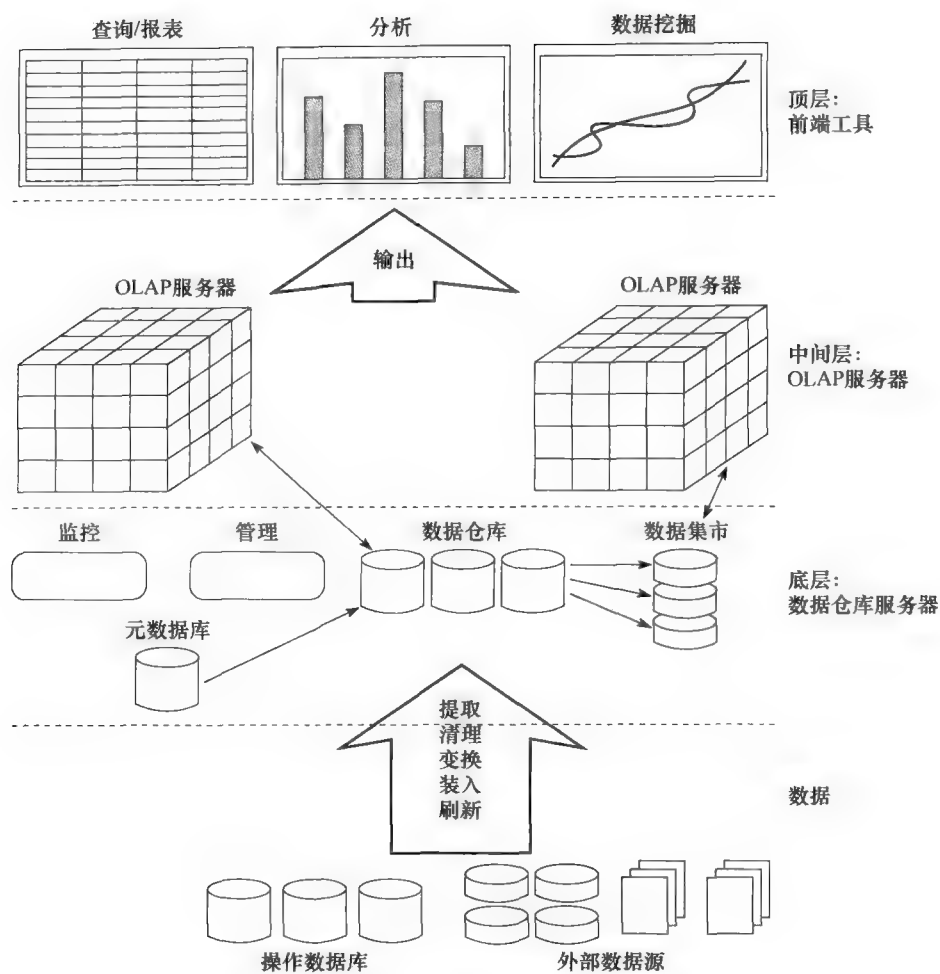 查询/报表
分析
数据挖掘
顶层:
前端工具
输出
OLAP服务器
OLAP服务器
中间层:
OLAP服务器
监控
管理
数据仓库
数据集市
底层:
数据仓库服务器
元数据库
提取
清理
变换
装入
刷新
数据
操作数据库
外部数据源